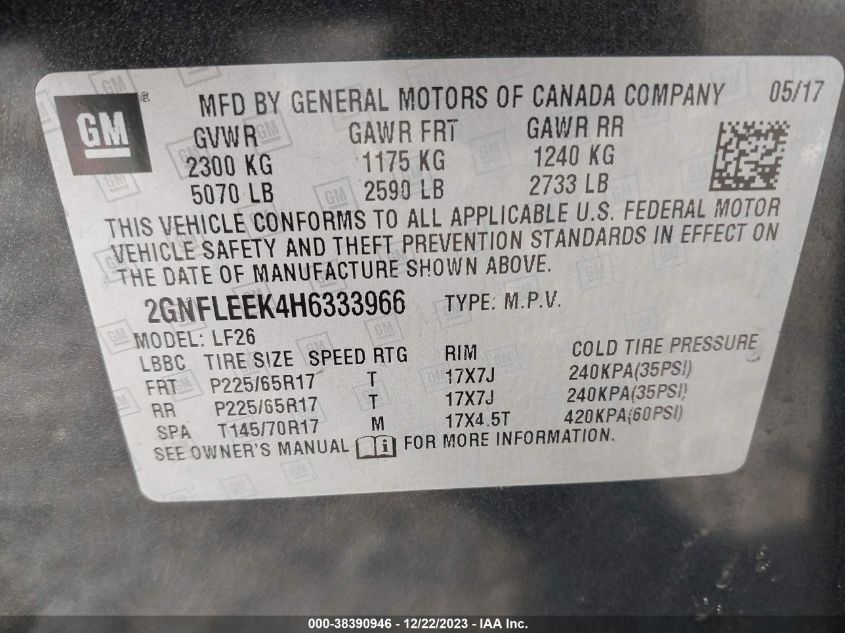 GM ® MFD BY GENERAL MOTORS OF CANADA COMPANY 05/17
GVWR GAWR FRT GAWR RR
2300 KG 1175 KG 1240 KG
5070 LB 2590 LB 2733 LB
THIS VEHICLE CONFORMS TO ALL APPLICABLE U.S. FEDERAL MOTOR
VEHICLE SAFETY AND THEFT PREVENTION STANDARDS IN EFFECT ON
THE DATE OF MANUFACTURE SHOWN ABOVE.
2GNFLEEK4H6333966 TYPE: M.P.V.
MODEL: LF26
LBBC TIRE SIZE SPEED RTG RIM COLD TIRE PRESSURE
FRT P225/65R17 T 17X7J 240KPA(35PSI)
RR P225/65R17 T 17X7J 240KPA(35PSI)
SPA T145/70R17 M 17X4.5T 420KPA(60PSI)
SEE OWNER'S MANUAL i FOR MORE INFORMATION.
000-38390946 - 12/22/2023 - IAA Inc.